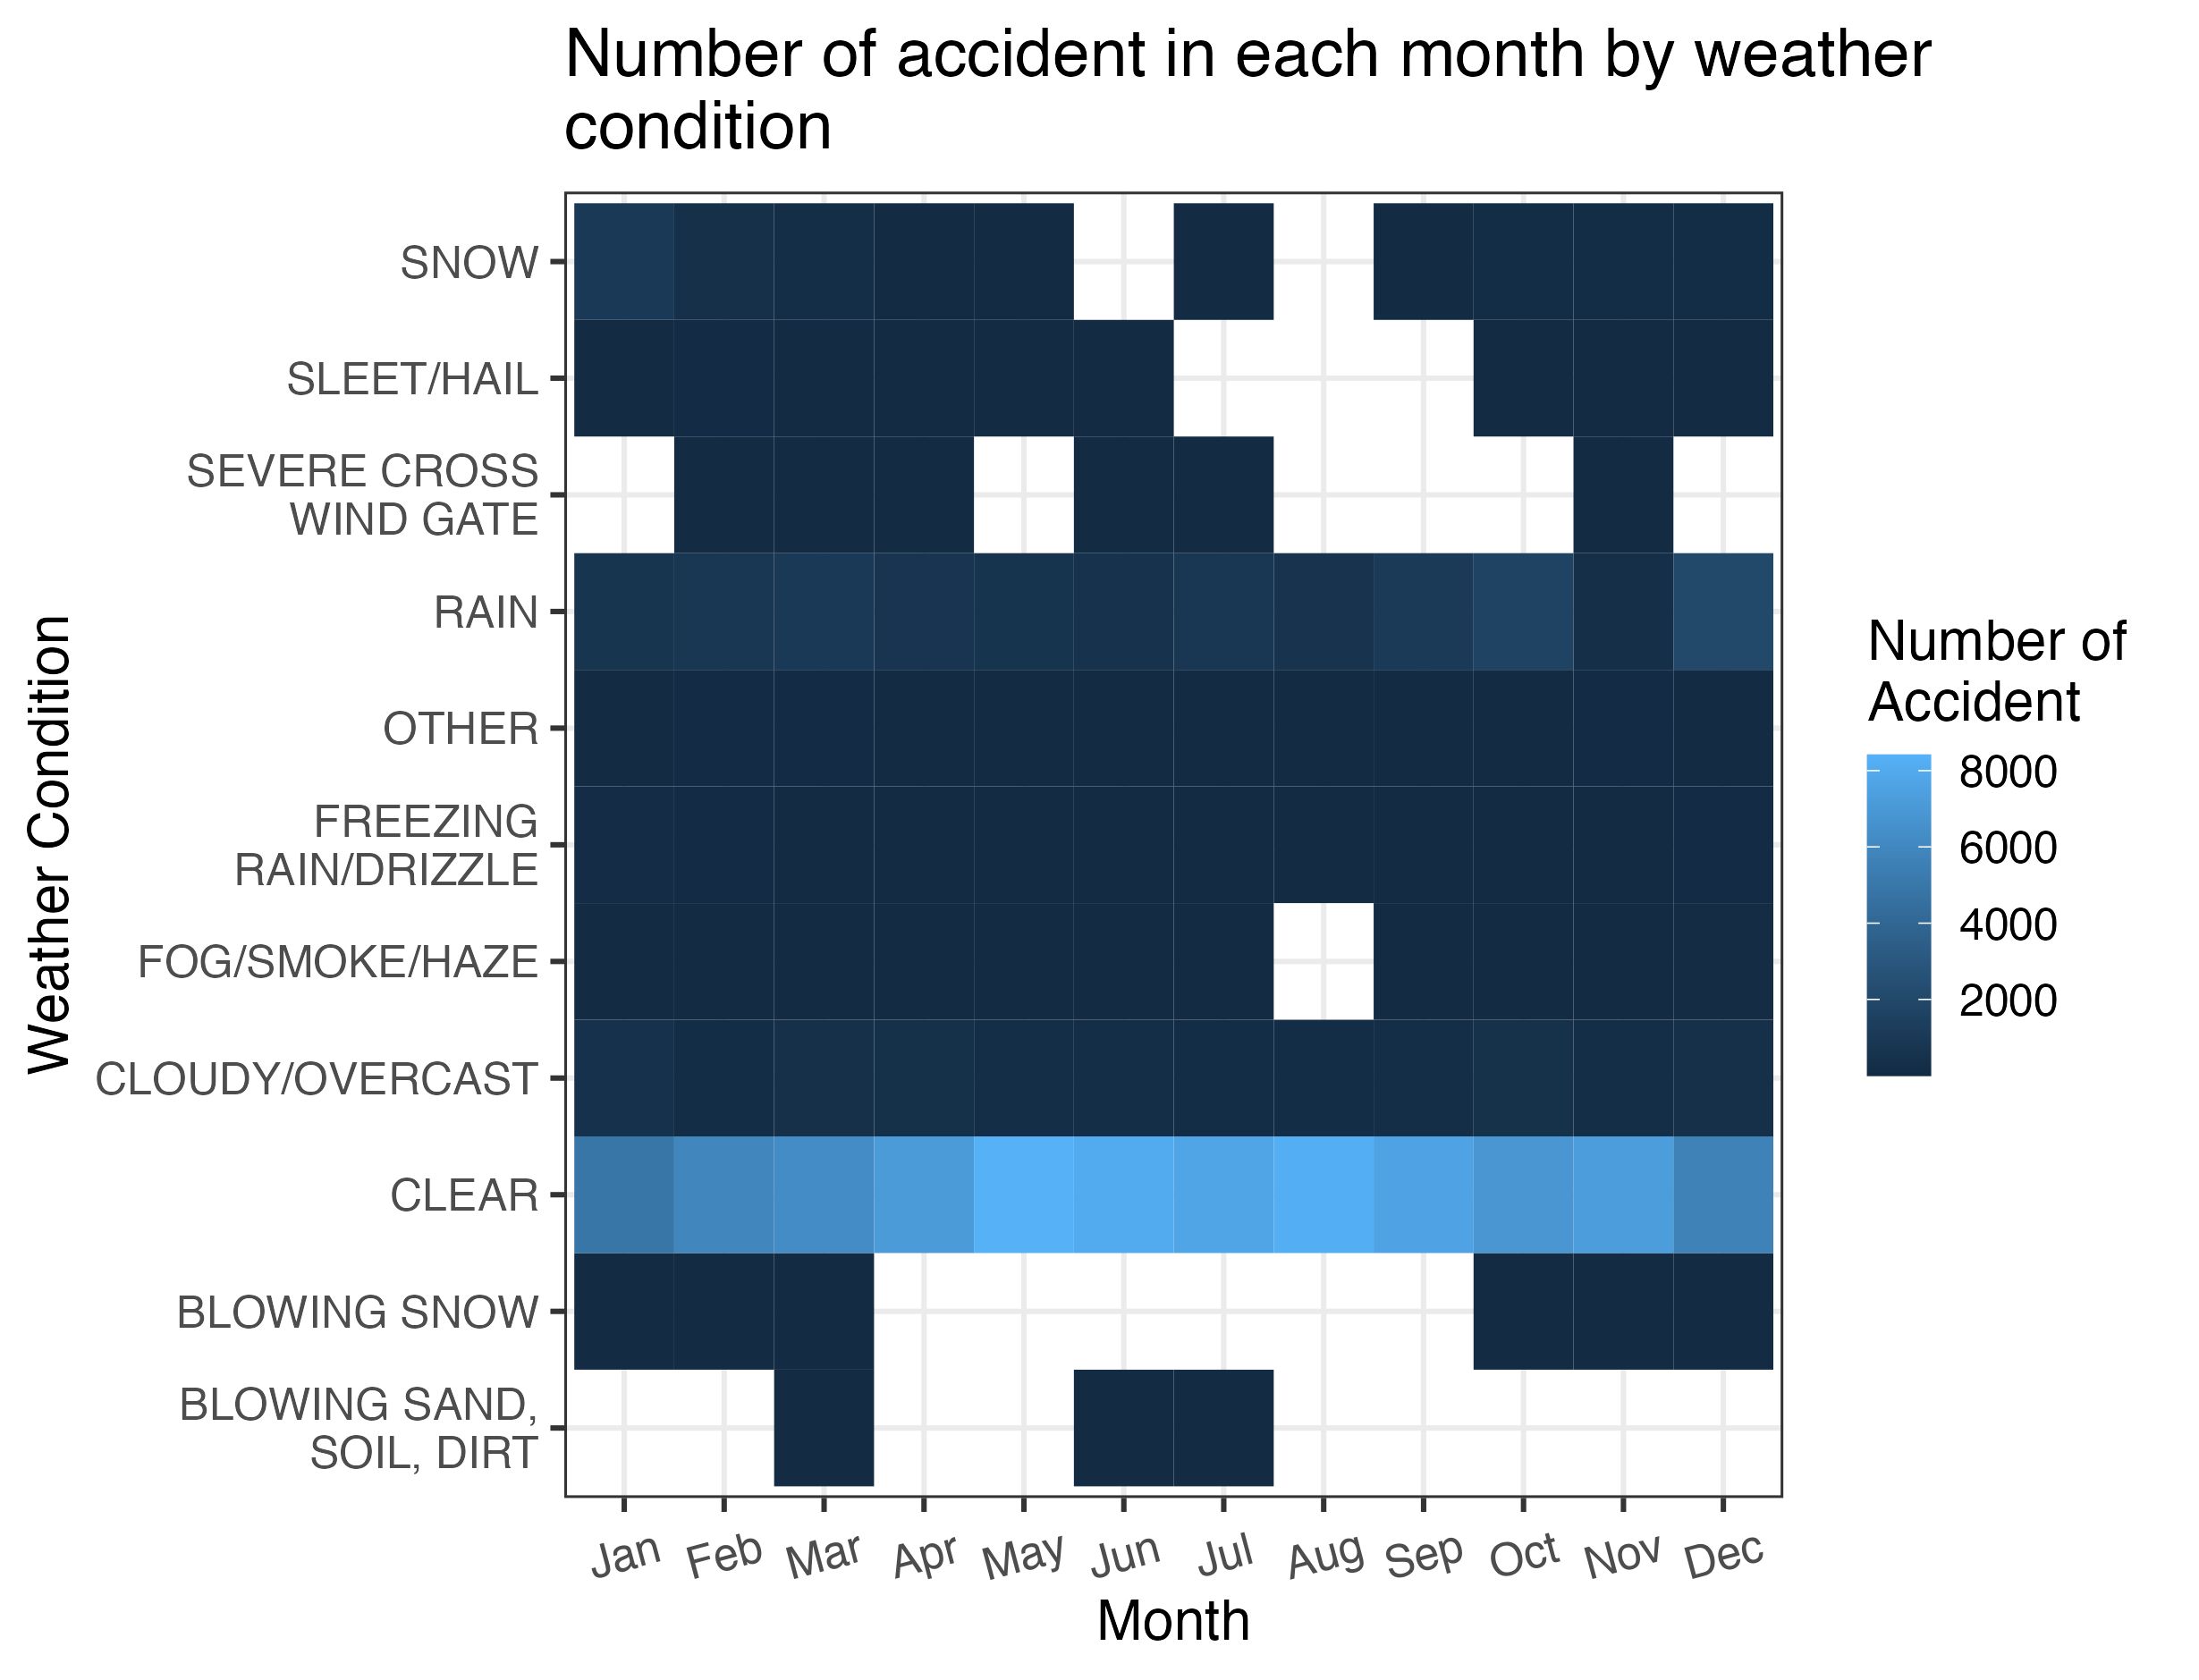 Number of accident in each month by weather
condition
Weather Condition
SNOW
SLEET/HAIL
SEVERE CROSS
WIND GATE
RAIN
OTHER
FREEZING
RAIN/DRIZZLE
FOG/SMOKE/HAZE
CLOUDY/OVERCAST
CLEAR
BLOWING SNOW
BLOWING SAND,
SOIL, DIRT
Jan Feb Mar Apr May Jun Jul Aug Sep Oct Nov Dec
Month
Number of
Accident
8000
6000
4000
2000